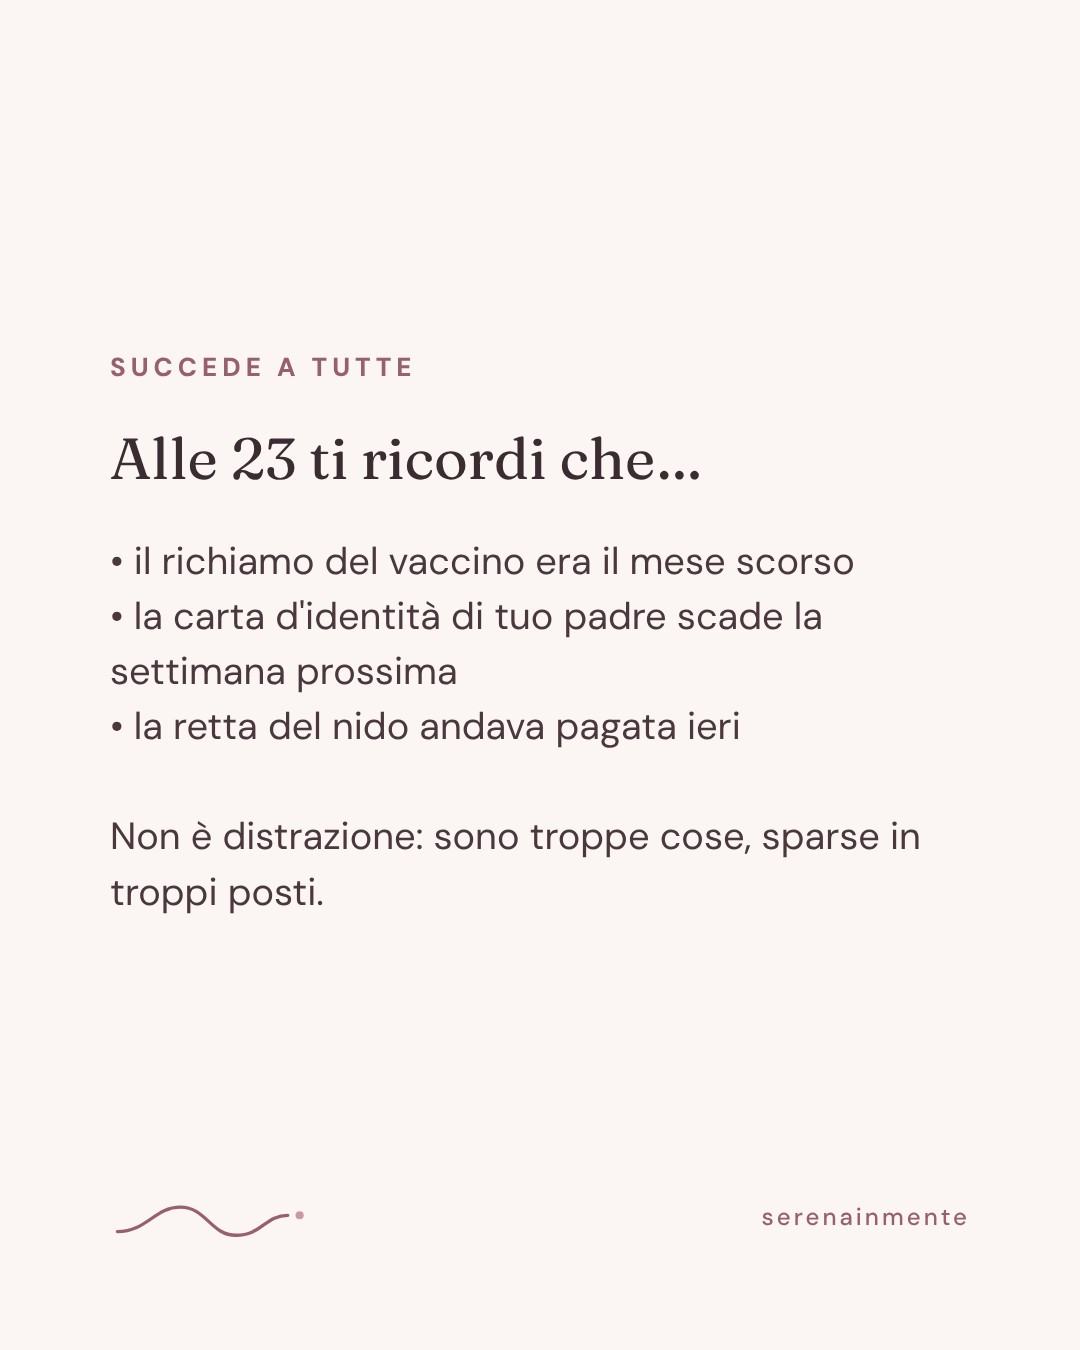 SUCCEDE A TUTTE
Alle 23 ti ricordi che...
• il richiamo del vaccino era il mese scorso
• la carta d'identità di tuo padre scade la
settimana prossima
• la retta del nido andava pagata ieri
Non è distrazione: sono troppe cose, sparse in
troppi posti.
serenainmente